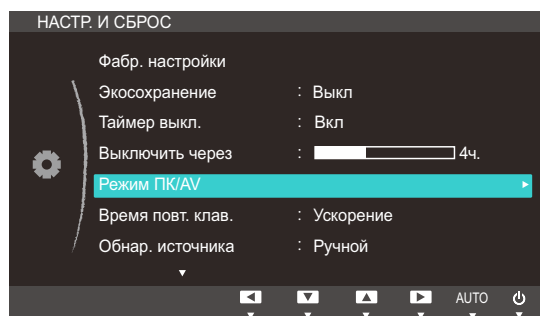 НАСТР. И СБРОС
Фабр. настройки
Экосохранение : Выкл
Таймер выкл. : Вкл
Выключить через : 4ч.
Режим ПК/AV
Время повт. клав. : Ускорение
Обнар. источника : Ручной
AUTO